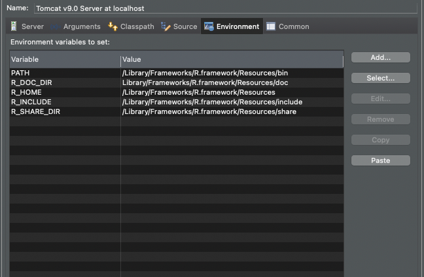 Name: Tomcat v9.0 Server at localhost
Server Arguments Classpath Source Environment Common
Environment variables to set:
Variable Value
PATH /Library/Frameworks/R.framework/Resources/bin
R_DOC_DIR Library/Frameworks/R.framework/Resources/doc
R_HOME /Library/Frameworks/R.framework/Resources
R_INCLUDE /Library/Frameworks/R.framework/Resources/include
R_SHARE_DIR /Library/Frameworks/R.framework/Resources/share
Add...
Select...
Edit...
Remove
Copy
Paste